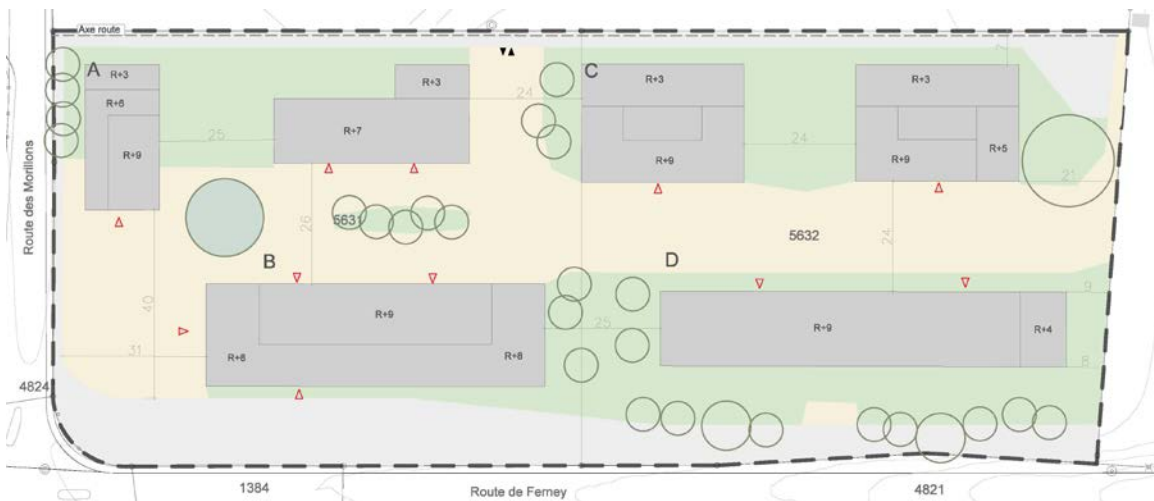 Axe route
7
A
R+3
R+6
R+9
25
R+3
R+7
24
C
R+3
R+9
24
R+3
R+9
R+5
21
Route des Morillons
5631
26
5632
24
B
D
40
31
R+9
R+6
R+8
25
R+9
R+4
9
8
4824
1384
Route de Ferney
4821